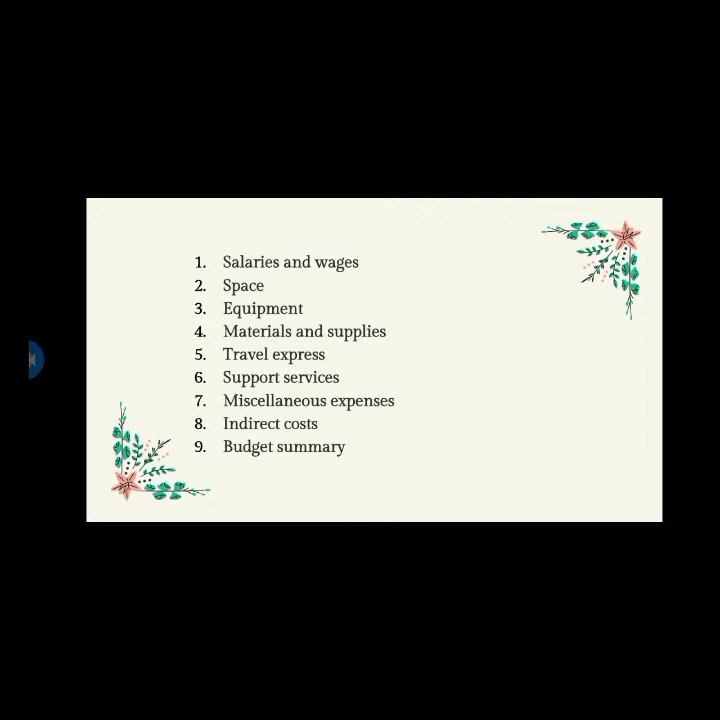 1. Salaries and wages
2. Space
3. Equipment
4. Materials and supplies
5. Travel express
6. Support services
7. Miscellaneous expenses
8. Indirect costs
9. Budget summary